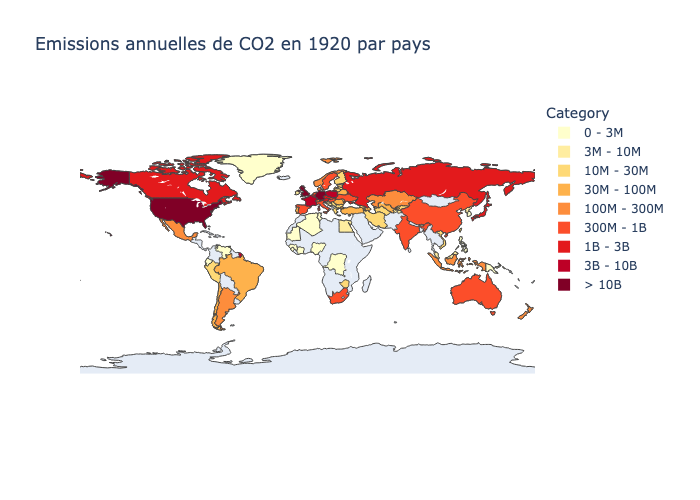 Emissions annuelles de CO2 en 1920 par pays
Category
0 - 3M
3M - 10M
10M - 30M
30M - 100M
100M - 300M
300M - 1B
1B - 3B
3B - 10B
> 10B